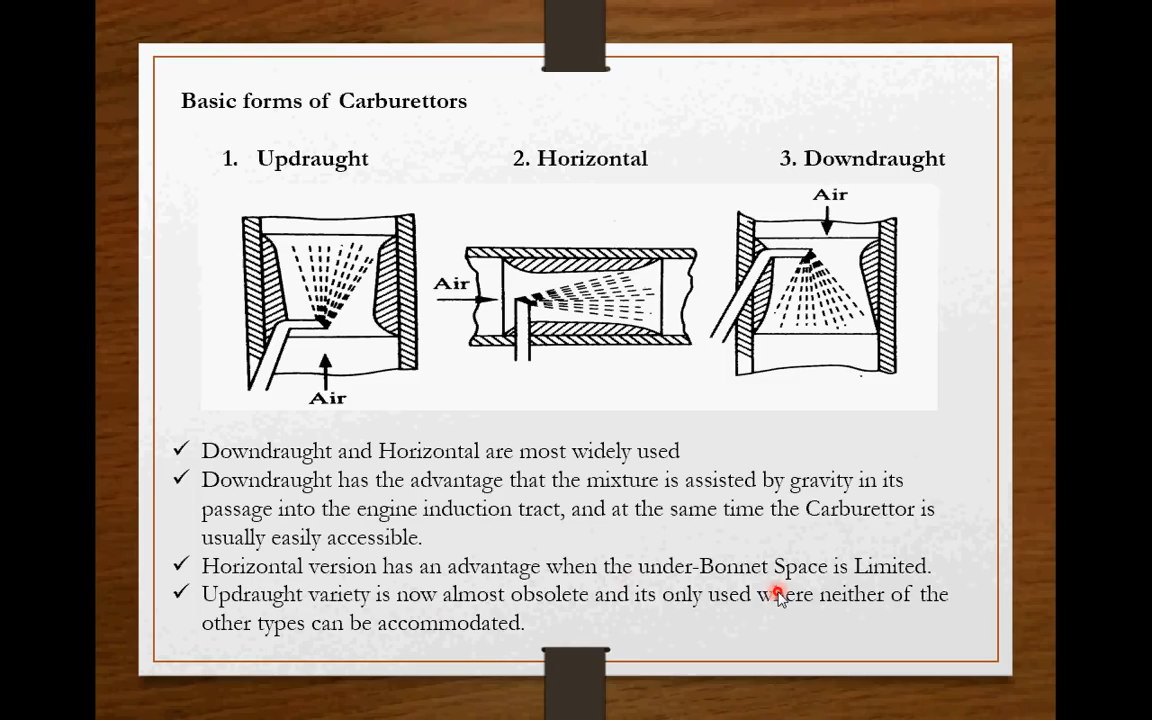 Basic forms of Carburettors
1. Updraught 2. Horizontal 3. Downdraught
Air
Air
Air
✓ Downdraught and Horizontal are most widely used
✓ Downdraught has the advantage that the mixture is assisted by gravity in its
passage into the engine induction tract, and at the same time the Carburettor is
usually easily accessible.
✓ Horizontal version has an advantage when the under-Bonnet Space is Limited.
✓ Updraught variety is now almost obsolete and its only used where neither of the
other types can be accommodated.